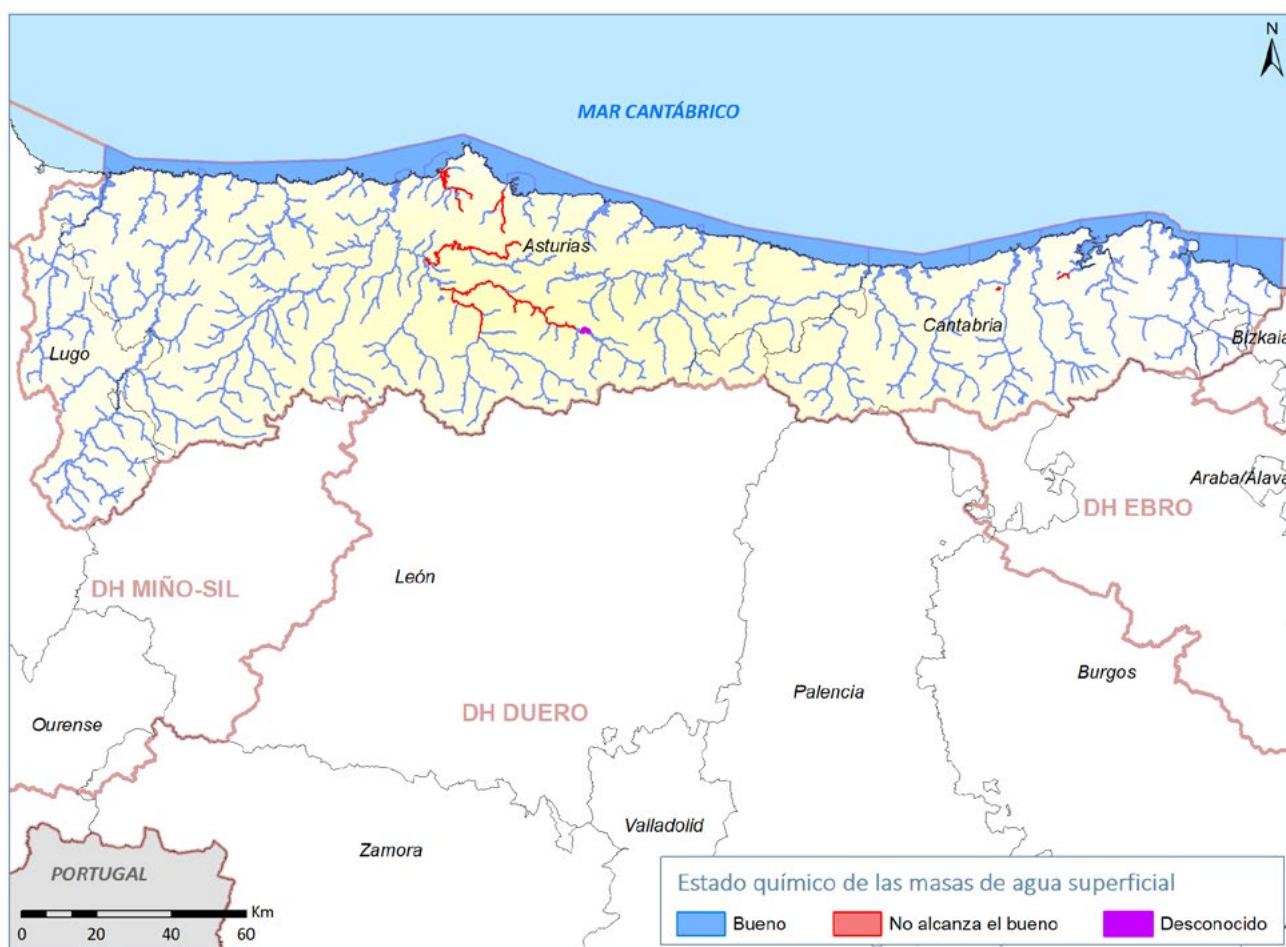 N
MAR CANTÁBRICO
Asturias
Cantabria
Bizkaia
Lugo
Araba/Álava
DH EBRO
DH MIÑO-SIL
León
Burgos
Palencia
DH DUERO
Ourense
Valladolid
Zamora
PORTUGAL
Km
0 20 40 60
Estado químico de las masas de agua superficial
Bueno No alcanza el bueno Desconocido